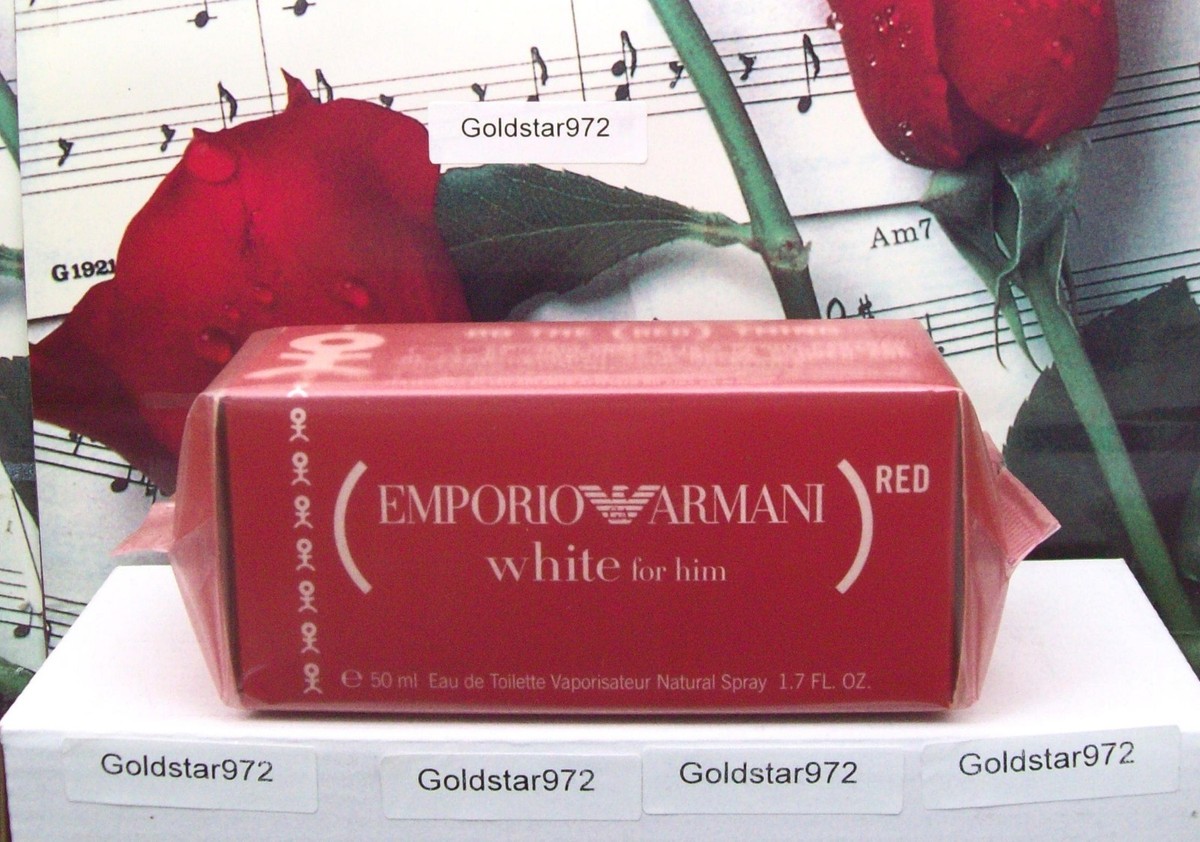 Goldstar972
Am7
G1921
(RED)
(EMPORIO ARMANI) RED
white for him
℮ 50 ml Eau de Toilette Vaporisateur Natural Spray 1.7 FL. OZ.
Goldstar972 Goldstar972 Goldstar972 Goldstar972